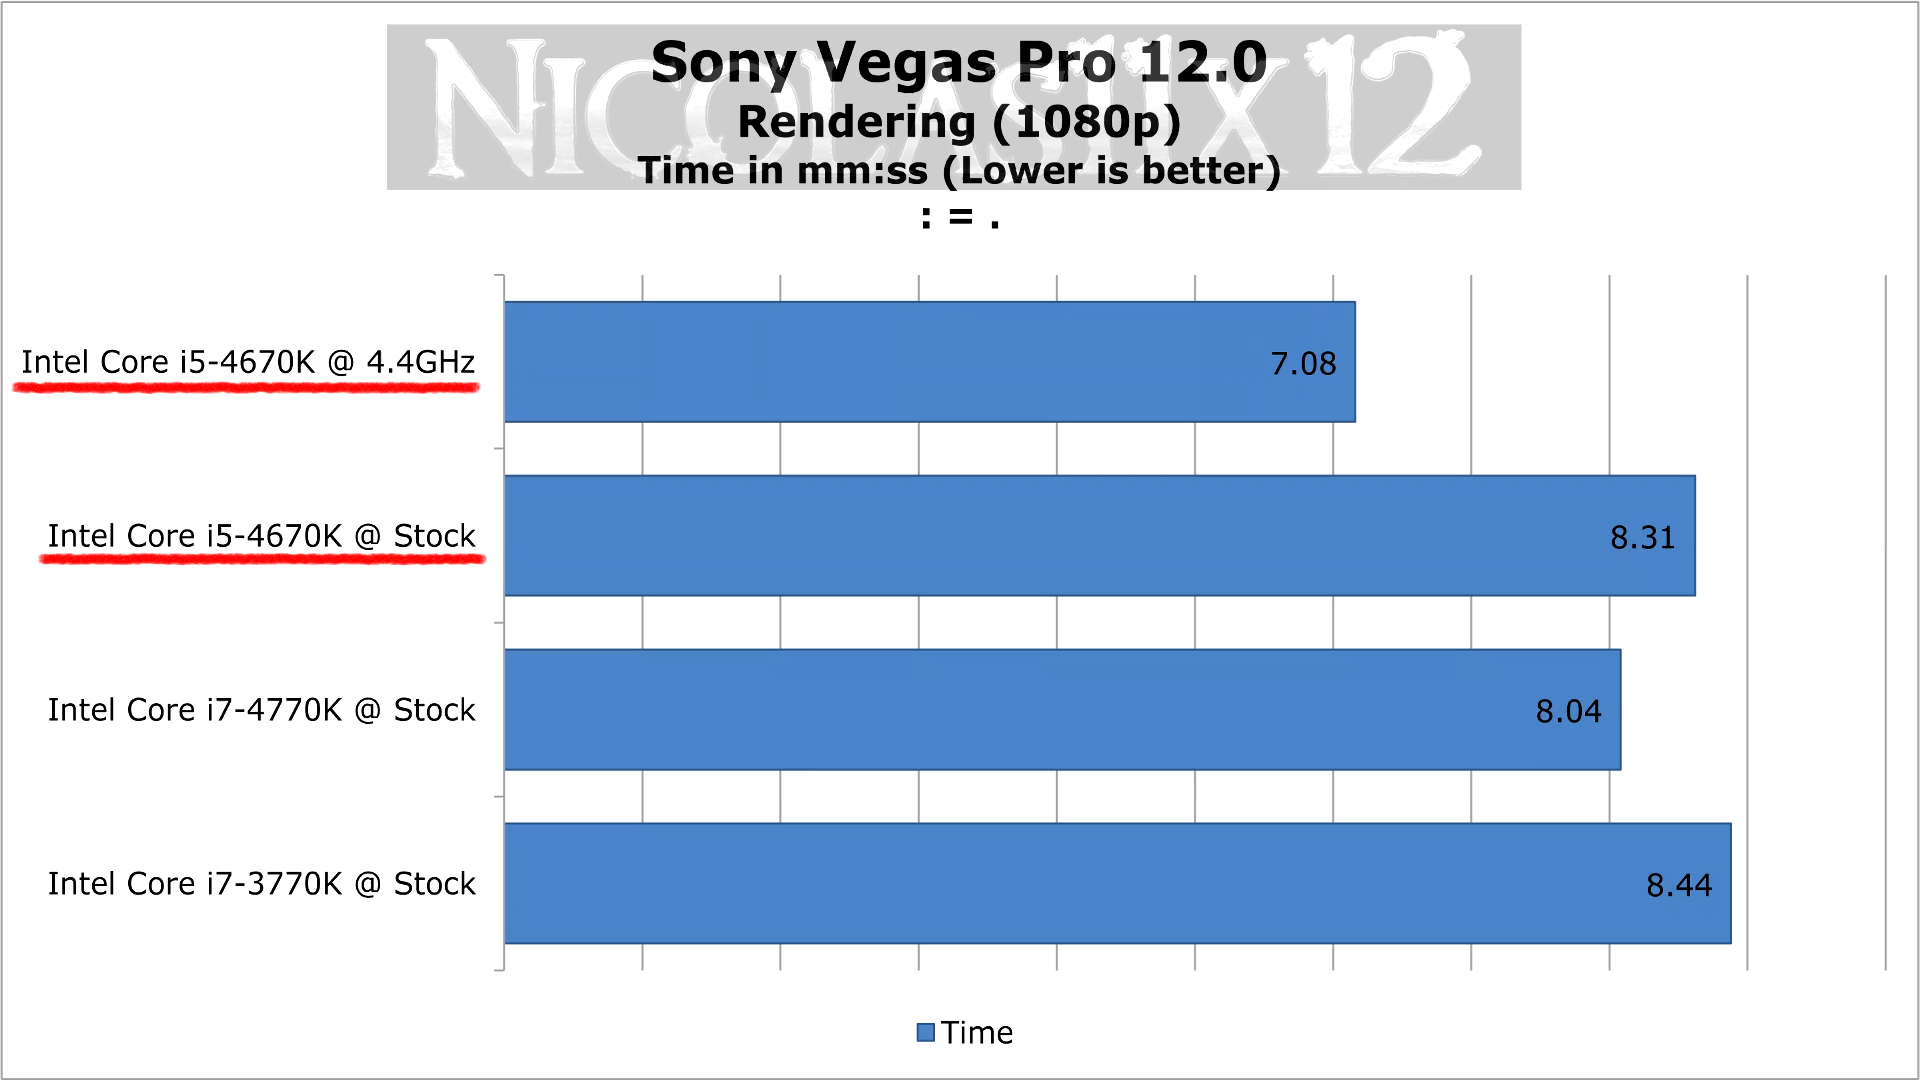 Sony Vegas Pro 12.0
Rendering (1080p)
Time in mm:ss (Lower is better)
: = .
Nicolas11x12
Intel Core i5-4670K @ 4.4GHz
7.08
Intel Core i5-4670K @ Stock
8.31
Intel Core i7-4770K @ Stock
8.04
Intel Core i7-3770K @ Stock
8.44
Time